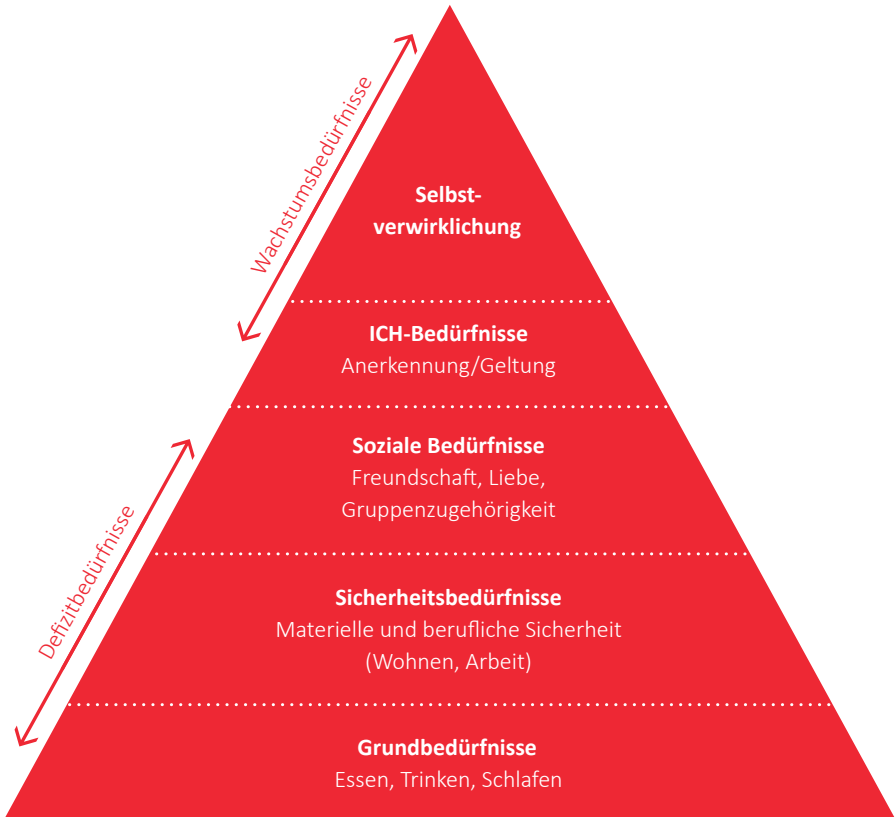 Wachstumsbedürfnisse
Selbst-
verwirklichung
ICH-Bedürfnisse
Anerkennung/Geltung
Defizitbedürfnisse
Soziale Bedürfnisse
Freundschaft, Liebe,
Gruppenzugehörigkeit
Sicherheitsbedürfnisse
Materielle und berufliche Sicherheit
(Wohnen, Arbeit)
Grundbedürfnisse
Essen, Trinken, Schlafen